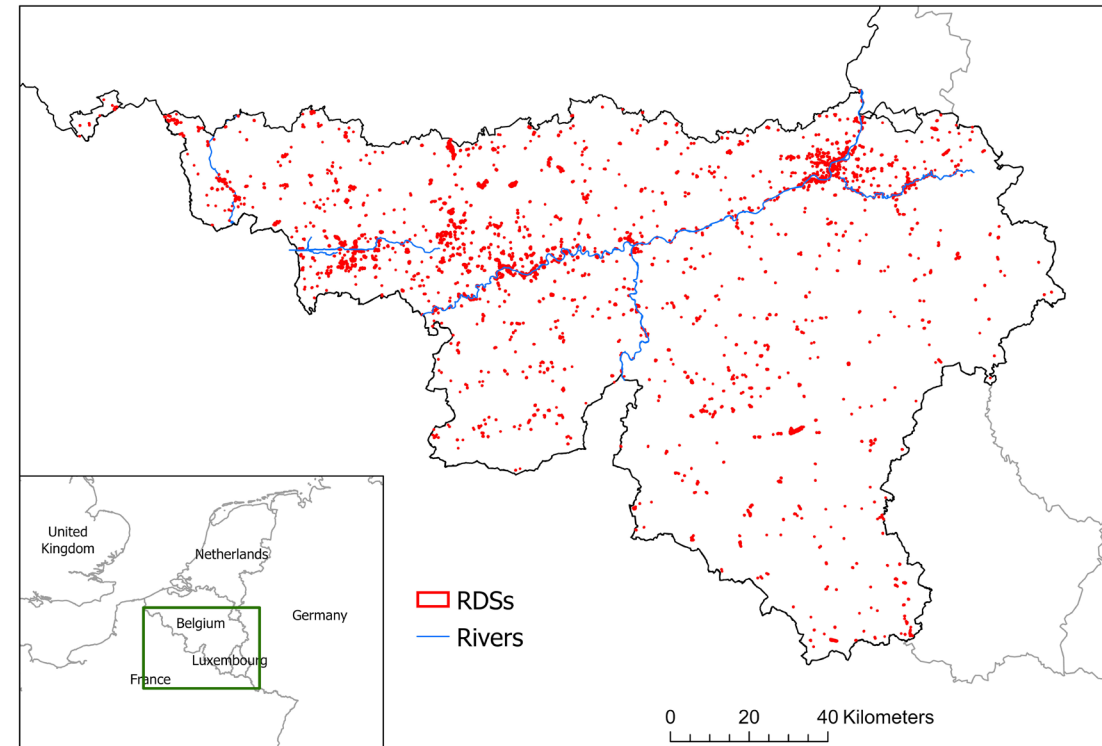 United
Kingdom
Netherlands
Belgium
Germany
Luxembourg
France
RDSs
Rivers
0 20 40 Kilometers